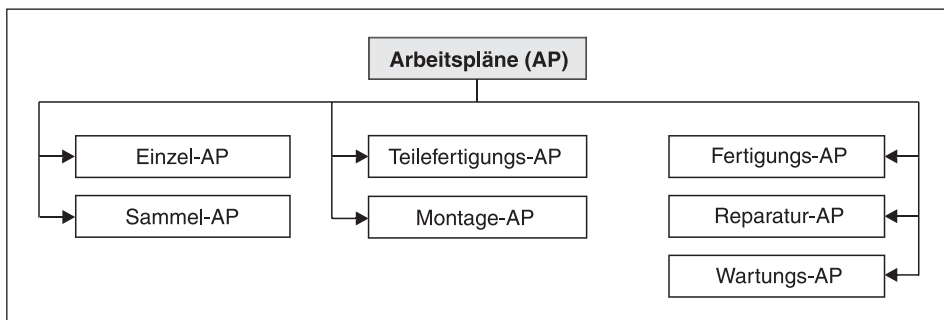 Arbeitspläne (AP)
Einzel-AP
Teilefertigungs-AP
Fertigungs-AP
Sammel-AP
Montage-AP
Reparatur-AP
Wartungs-AP